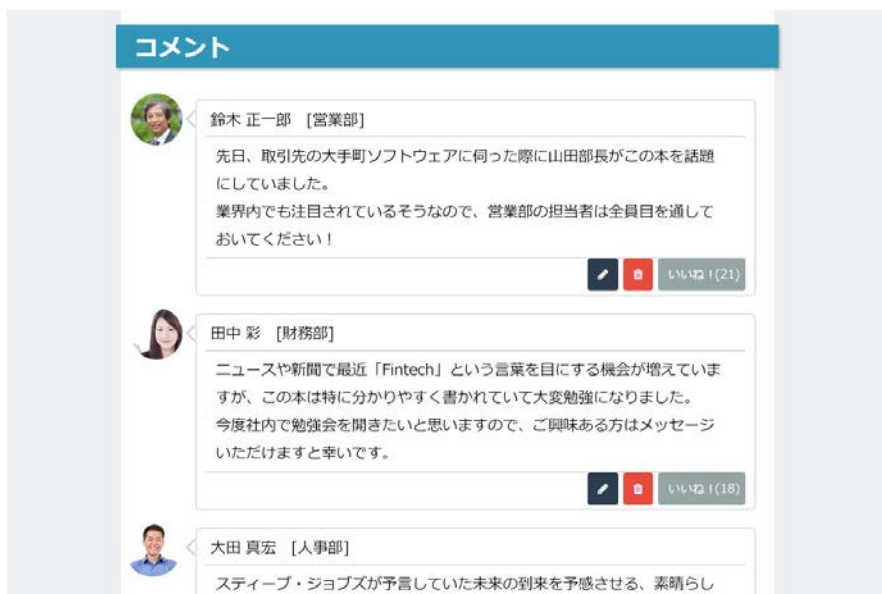 コメント
鈴木 正一郎　[営業部]
先日、取引先の大手町ソフトウェアに伺った際に山田部長がこの本を話題
にしていました。
業界内でも注目されているそうなので、営業部の担当者は全員目を通して
おいてください！
いいね！(21)
田中 彩　[財務部]
ニュースや新聞で最近「Fintech」という言葉を目にする機会が増えていま
すが、この本は特に分かりやすく書かれていて大変勉強になりました。
今度社内で勉強会を開きたいと思いますので、ご興味ある方はメッセージ
いただけますと幸いです。
いいね！(18)
大田 真宏　[人事部]
スティーブ・ジョブズが予言していた未来の到来を予感させる、素晴らし